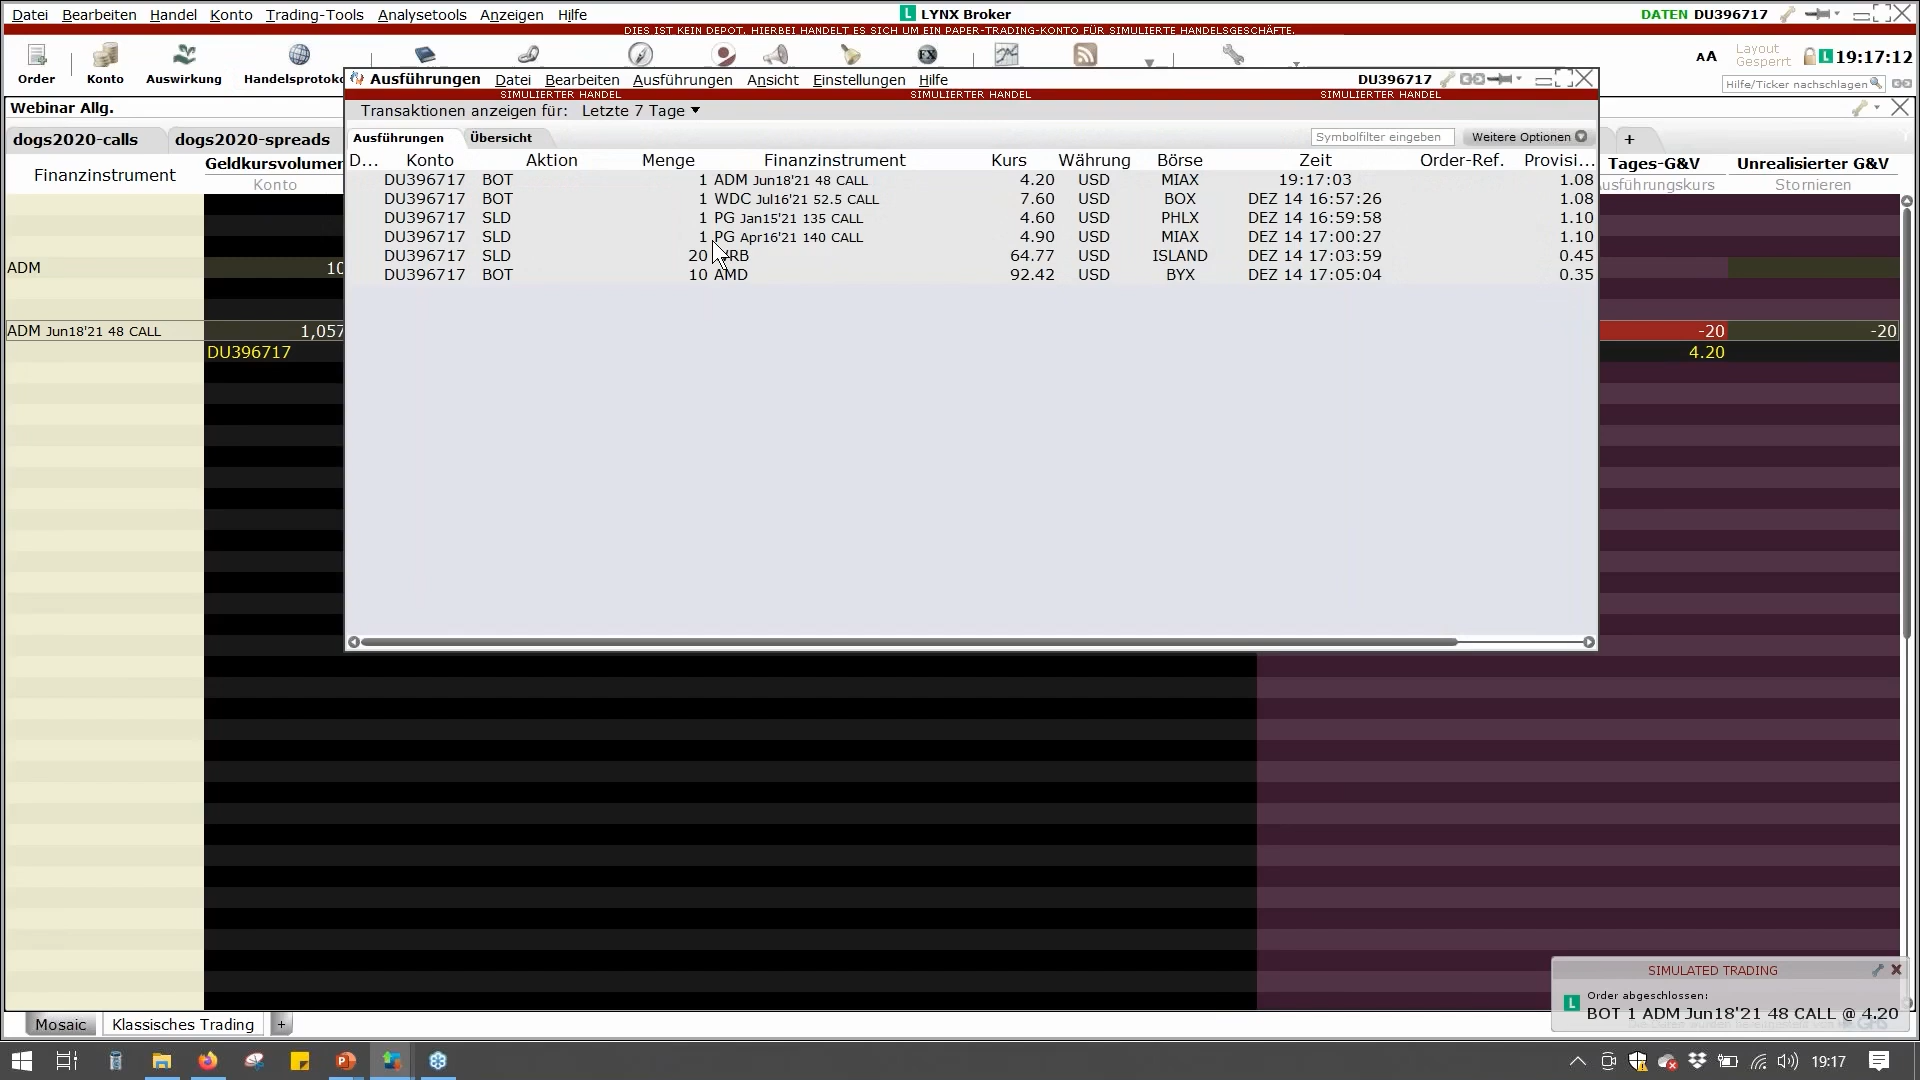 Datei Bearbeiten Handel Konto Trading-Tools Analysetools Anzeigen Hilfe
L LYNX Broker
DATEN DU396717
DIES IST KEIN DEPOT. HIERBEI HANDELT ES SICH UM EIN PAPER-TRADING-KONTO FÜR SIMULIERTE HANDELSGESCHÄFTE.
FX
AA Layout Gesperrt L 19:17:12
Order Konto Auswirkung Handelsprotoko
Hilfe/Ticker nachschlagen
Ausführungen Datei Bearbeiten Ausführungen Ansicht Einstellungen Hilfe DU396717
SIMULIERTER HANDEL SIMULIERTER HANDEL SIMULIERTER HANDEL
Webinar Allg.
Transaktionen anzeigen für: Letzte 7 Tage
dogs2020-calls dogs2020-spreads
Ausführungen Übersicht Symbolfilter eingeben Weitere Optionen
+
Finanzinstrument Geldkursvolumen
Konto
D... Konto Aktion Menge Finanzinstrument Kurs Währung Börse Zeit Order-Ref. Provisi...
Tages-G&V Unrealisierter G&V
usführungskurs Stornieren
DU396717 BOT 1 ADM Jun18'21 48 CALL 4.20 USD MIAX 19:17:03 1.08
DU396717 BOT 1 WDC Jul16'21 52.5 CALL 7.60 USD BOX DEZ 14 16:57:26 1.08
DU396717 SLD 1 PG Jan15'21 135 CALL 4.60 USD PHLX DEZ 14 16:59:58 1.10
DU396717 SLD 1 PG Apr16'21 140 CALL 4.90 USD MIAX DEZ 14 17:00:27 1.10
DU396717 SLD 20 RB 64.77 USD ISLAND DEZ 14 17:03:59 0.45
DU396717 BOT 10 AMD 92.42 USD BYX DEZ 14 17:05:04 0.35
ADM 10
ADM Jun18'21 48 CALL 1,057 -20 -20
DU396717 4.20
SIMULATED TRADING
L Order abgeschlossen:
BOT 1 ADM Jun18'21 48 CALL @ 4.20
Mosaic Klassisches Trading +
19:17